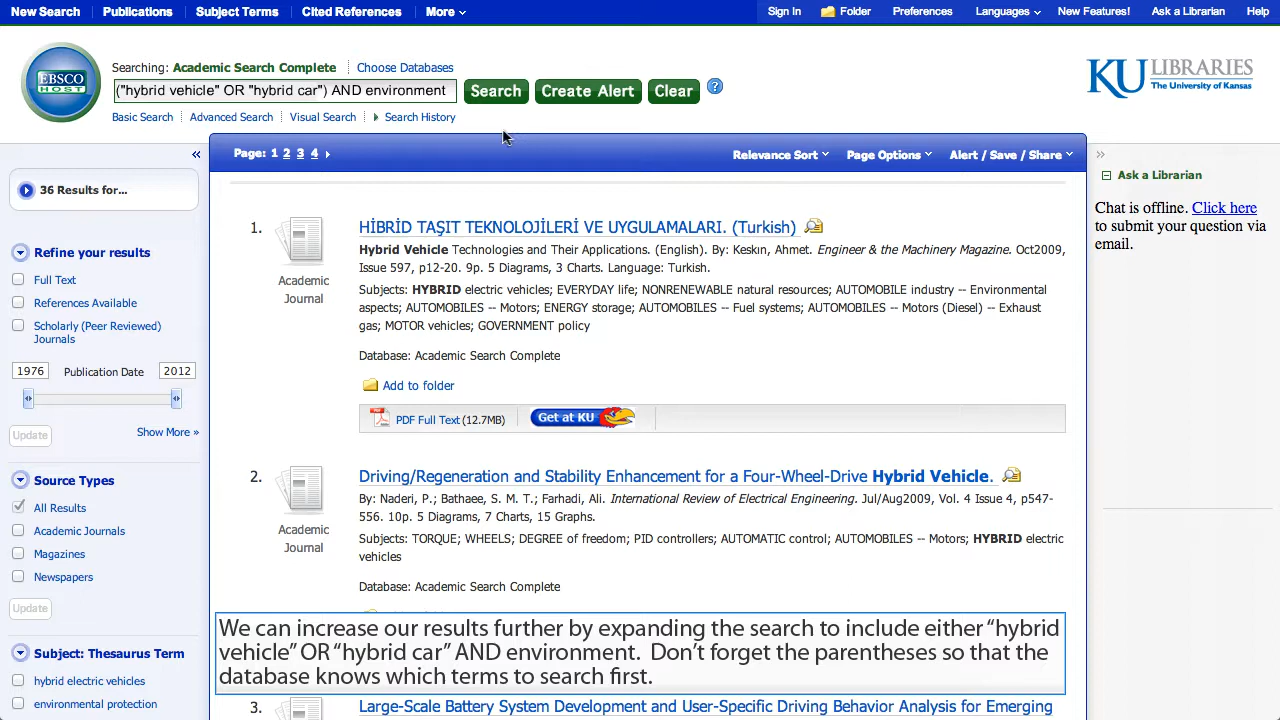 New Search Publications Subject Terms Cited References More Sign In Folder Preferences Languages New Features! Ask a Librarian Help
EBSCO
HOST
Searching: Academic Search Complete Choose Databases
("hybrid vehicle" OR "hybrid car") AND environment Search Create Alert Clear ?
Basic Search Advanced Search Visual Search Search History
KU LIBRARIES
The University of Kansas
« Page: 1 2 3 4 Relevance Sort Page Options Alert / Save / Share »
36 Results for...
Refine your results
Full Text
References Available
Scholarly (Peer Reviewed)
Journals
1976 Publication Date 2012
Update Show More »
Source Types
All Results
Academic Journals
Magazines
Newspapers
Update
Subject: Thesaurus Term
hybrid electric vehicles
environmental protection
1. HİBRİD TAŞIT TEKNOLOJİLERİ VE UYGULAMALARI. (Turkish)
Academic
Journal
Hybrid Vehicle Technologies and Their Applications. (English). By: Keskın, Ahmet. Engineer & the Machinery Magazine. Oct2009,
Issue 597, p12-20. 9p. 5 Diagrams, 3 Charts. Language: Turkish.
Subjects: HYBRID electric vehicles; EVERYDAY life; NONRENEWABLE natural resources; AUTOMOBILE industry -- Environmental
aspects; AUTOMOBILES -- Motors; ENERGY storage; AUTOMOBILES -- Fuel systems; AUTOMOBILES -- Motors (Diesel) -- Exhaust
gas; MOTOR vehicles; GOVERNMENT policy
Database: Academic Search Complete
Add to folder
PDF Full Text (12.7MB) Get at KU
2. Driving/Regeneration and Stability Enhancement for a Four-Wheel-Drive Hybrid Vehicle.
Academic
Journal
By: Naderi, P.; Bathaee, S. M. T.; Farhadi, Ali. International Review of Electrical Engineering. Jul/Aug2009, Vol. 4 Issue 4, p547-
556. 10p. 5 Diagrams, 7 Charts, 15 Graphs.
Subjects: TORQUE; WHEELS; DEGREE of freedom; PID controllers; AUTOMATIC control; AUTOMOBILES -- Motors; HYBRID electric
vehicles
Database: Academic Search Complete
We can increase our results further by expanding the search to include either “hybrid
vehicle” OR “hybrid car” AND environment. Don’t forget the parentheses so that the
database knows which terms to search first.
3. Large-Scale Battery System Development and User-Specific Driving Behavior Analysis for Emerging
Ask a Librarian
Chat is offline. Click here
to submit your question via
email.